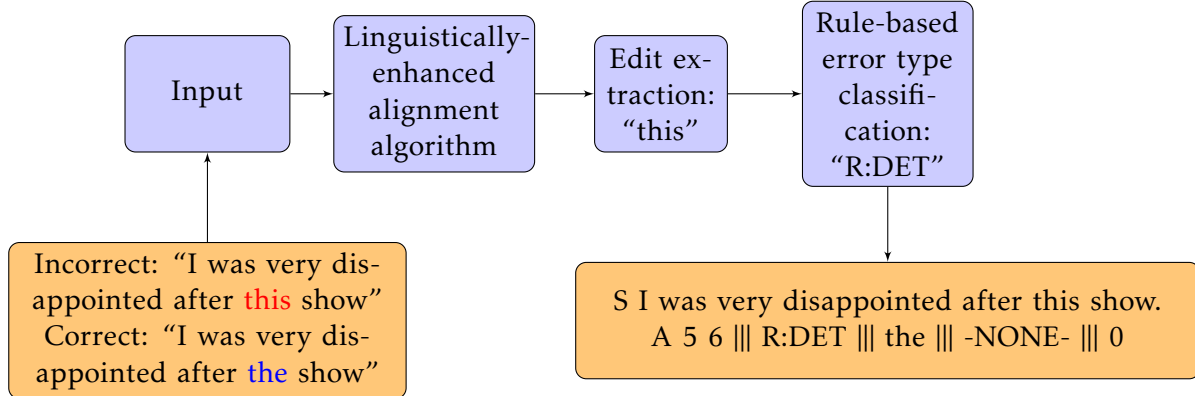 Input
Linguistically-
enhanced
alignment
algorithm
Edit ex-
traction:
“this”
Rule-based
error type
classifi-
cation:
“R:DET”
Incorrect: “I was very dis-
appointed after this show”
Correct: “I was very dis-
appointed after the show”
S I was very disappointed after this show.
A 5 6 ||| R:DET ||| the ||| -NONE- ||| 0